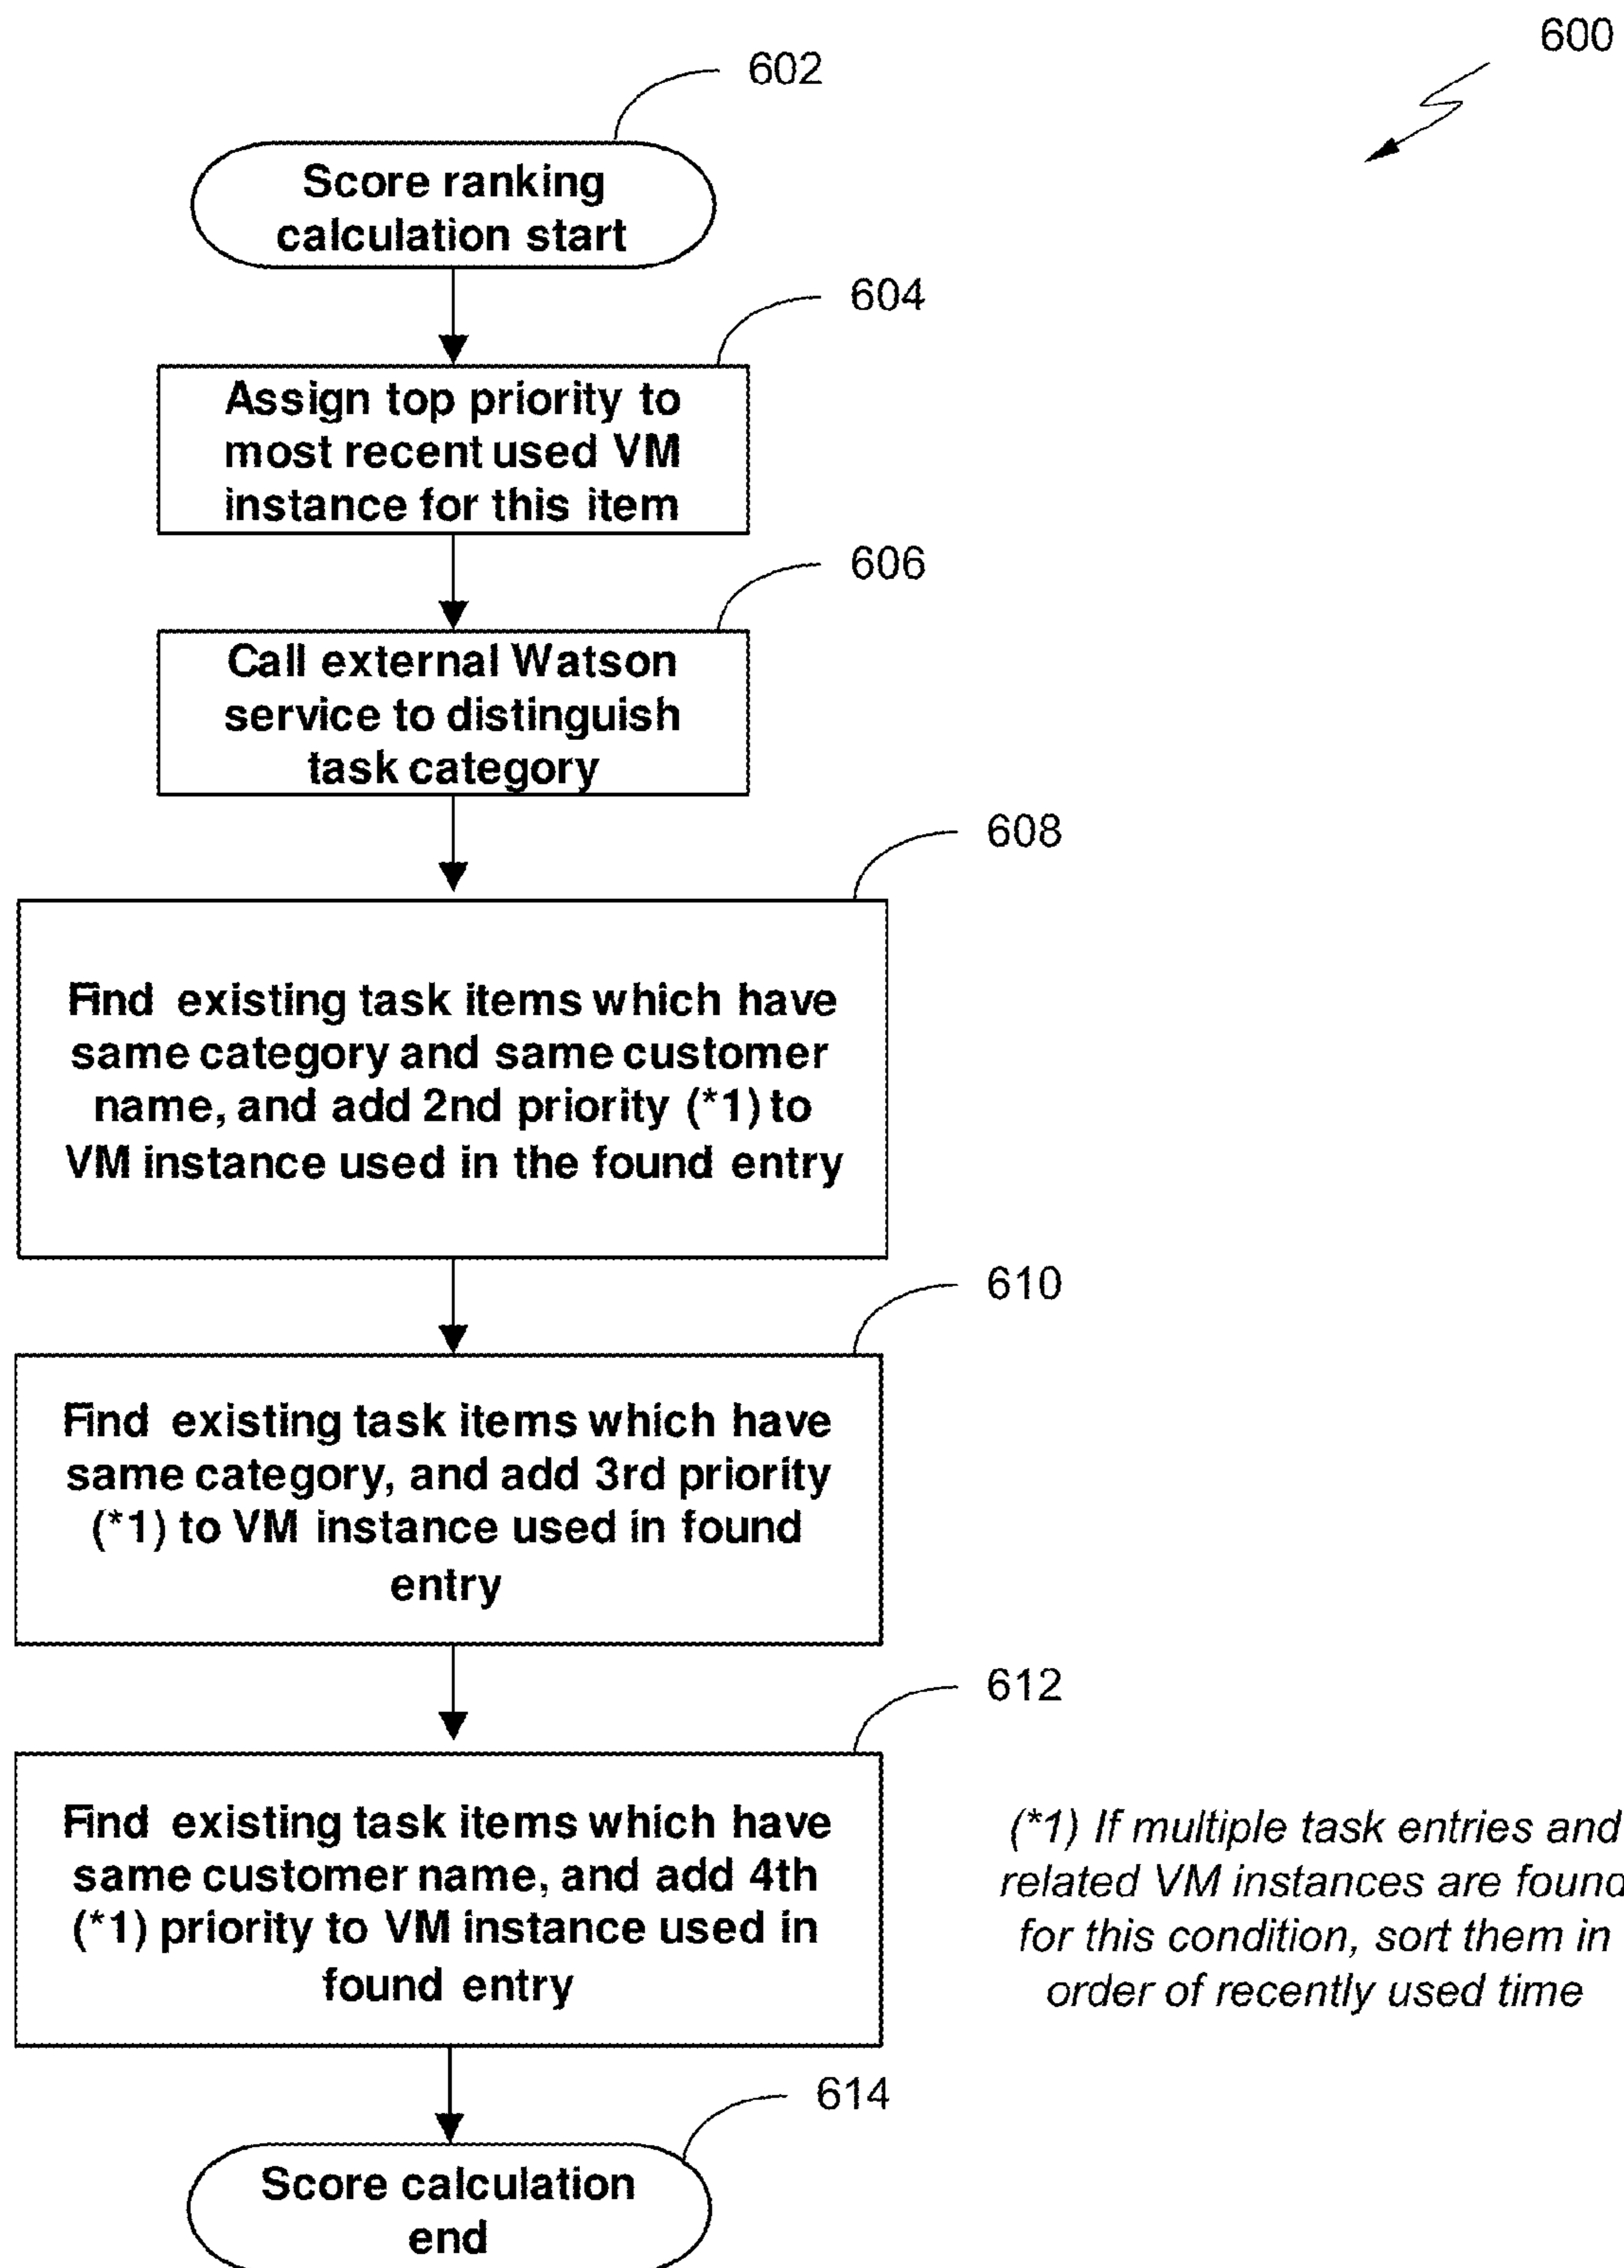 600
602
Score ranking
calculation start
604
Assign top priority to
most recent used VM
instance for this item
606
Call external Watson
service to distinguish
task category
608
Find existing task items which have
same category and same customer
name, and add 2nd priority (*1) to
VM instance used in the found entry
610
Find existing task items which have
same category, and add 3rd priority
(*1) to VM instance used in found
entry
612
Find existing task items which have
same customer name, and add 4th
(*1) priority to VM instance used in
found entry
(*1) If multiple task entries and
related VM instances are found
for this condition, sort them in
order of recently used time
614
Score calculation
end